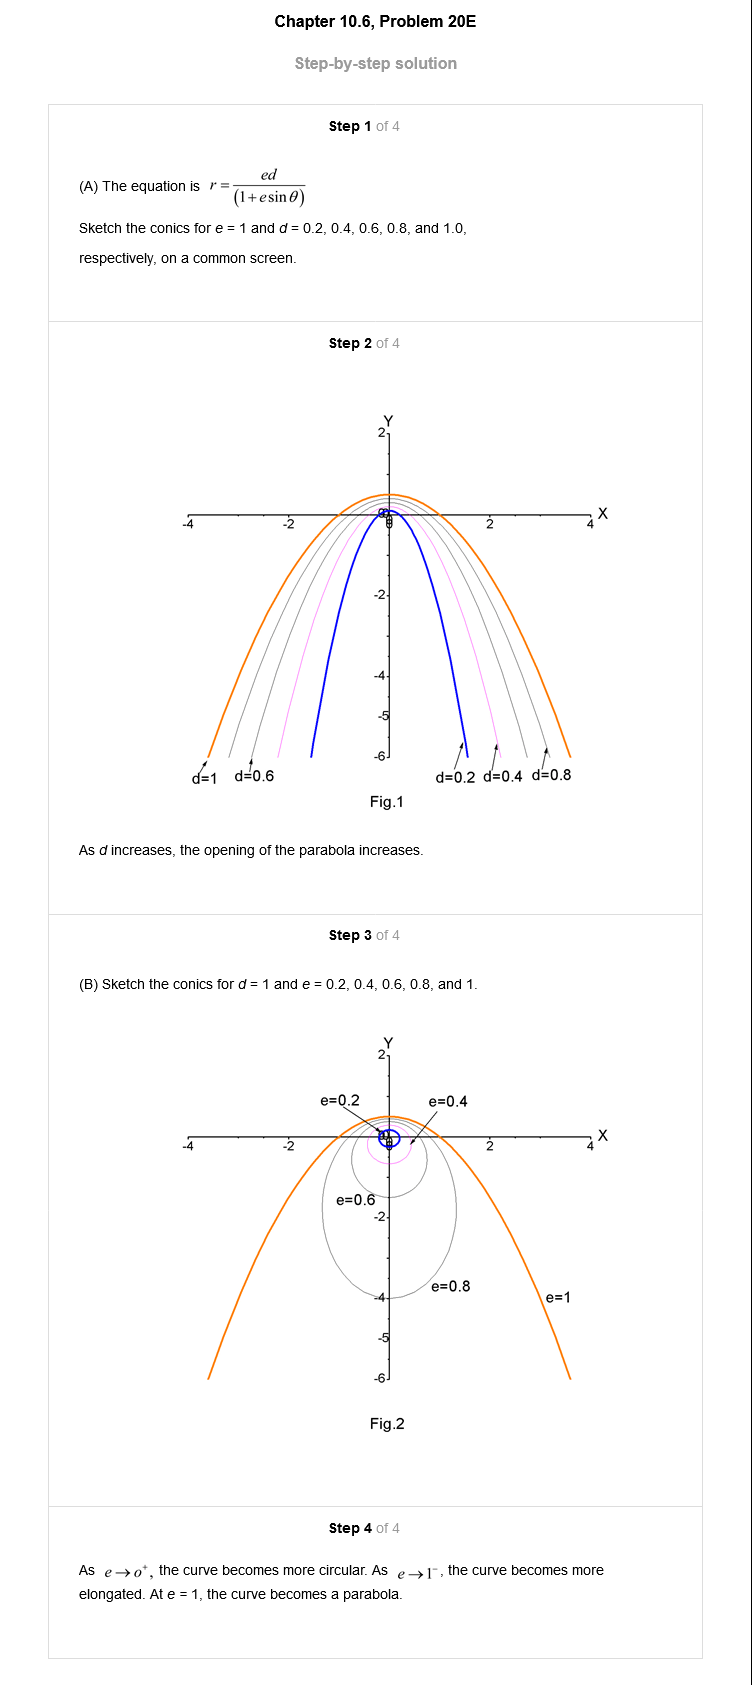 Chapter 10.6, Problem 20E
Step-by-step solution
Step 1 of 4
(A) The equation is r = ed / (1 + e sin θ)
Sketch the conics for e = 1 and d = 0.2, 0.4, 0.6, 0.8, and 1.0,
respectively, on a common screen.
Step 2 of 4
Y
2
X
-4
-2
2
4
-2
-4
-5
-6
d=1
d=0.6
d=0.2
d=0.4
d=0.8
Fig.1
As d increases, the opening of the parabola increases.
Step 3 of 4
(B) Sketch the conics for d = 1 and e = 0.2, 0.4, 0.6, 0.8, and 1.
Y
2
e=0.2
e=0.4
X
-4
-2
2
4
e=0.6
-2
e=0.8
-4
e=1
-5
-6
Fig.2
Step 4 of 4
As e → o⁺, the curve becomes more circular. As e → 1⁻, the curve becomes more
elongated. At e = 1, the curve becomes a parabola.